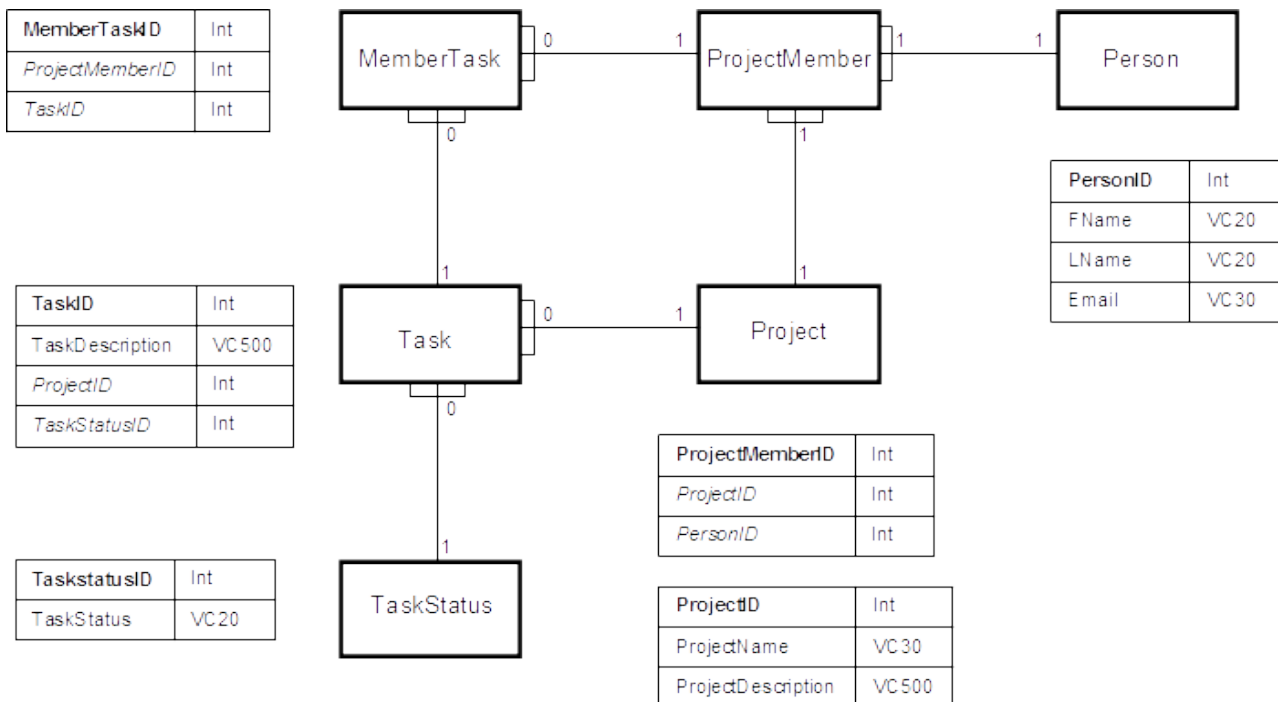 MemberTaskID Int
ProjectMemberID Int
TaskID Int
MemberTask
0 1
ProjectMember
1 1
Person
0
1
PersonID Int
FName VC20
LName VC20
Email VC30
1
1
TaskID Int
TaskDescription VC500
ProjectID Int
TaskStatusID Int
Task
0 1
Project
0
ProjectMemberID Int
ProjectID Int
PersonID Int
1
TaskstatusID Int
TaskStatus VC20
TaskStatus
ProjectID Int
ProjectName VC30
ProjectDescription VC500